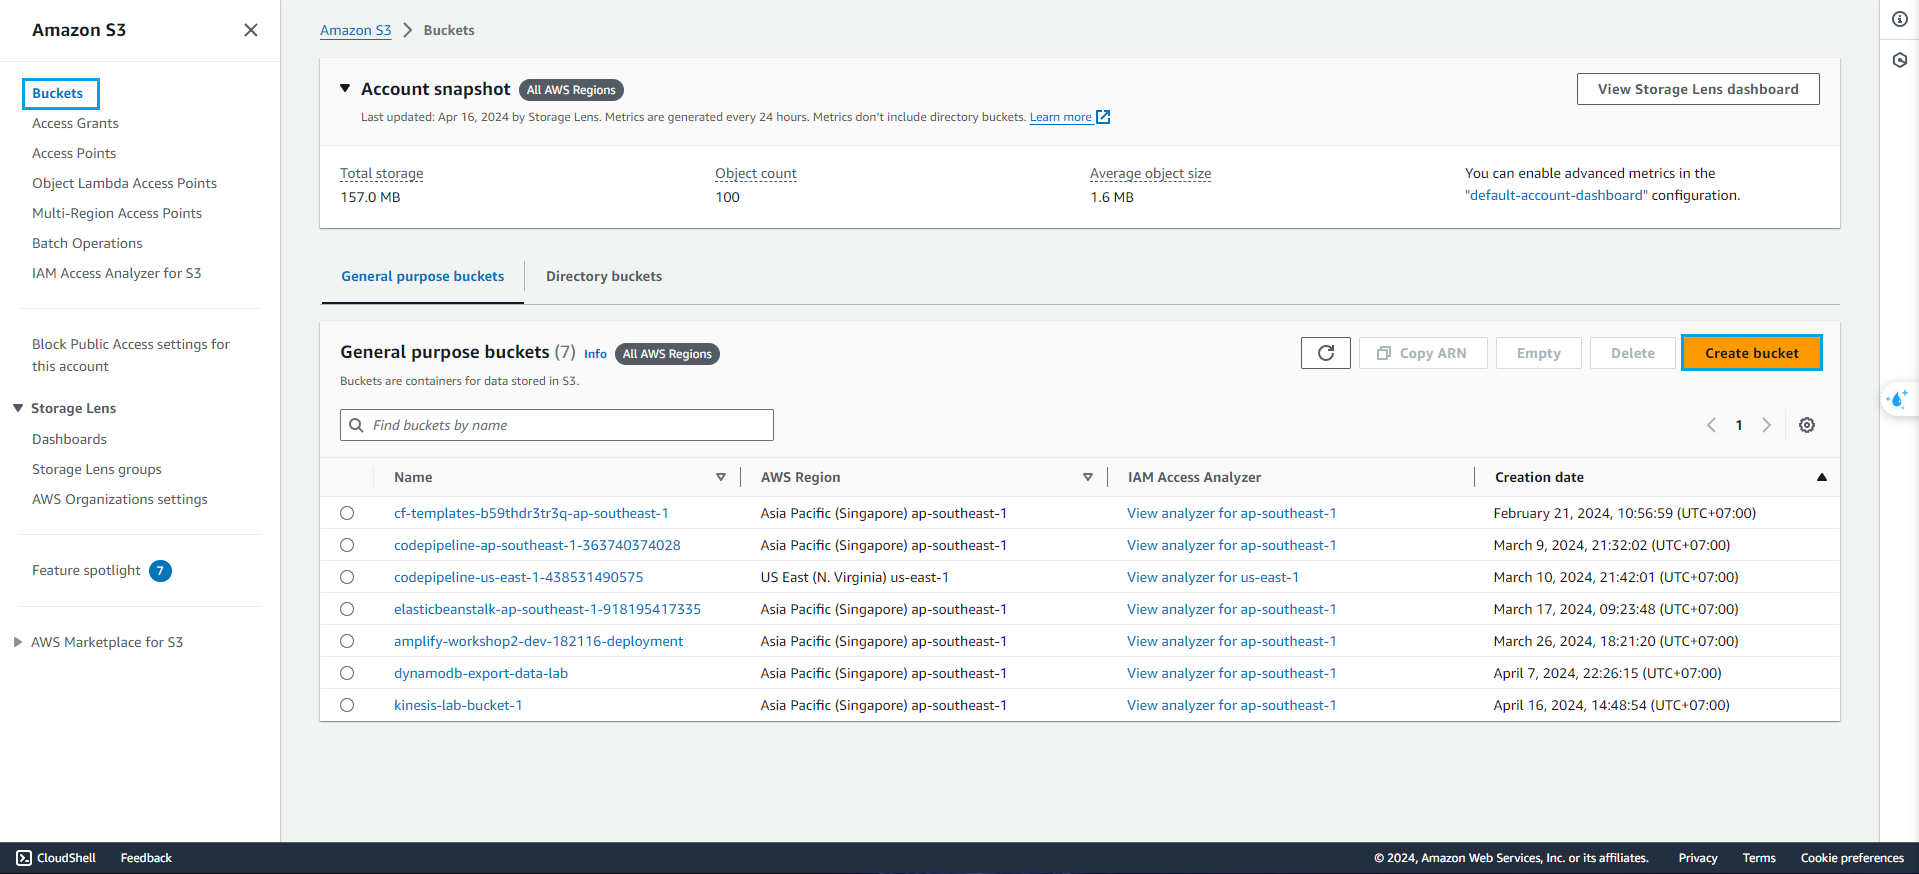 Amazon S3
Buckets
Access Grants
Access Points
Object Lambda Access Points
Multi-Region Access Points
Batch Operations
IAM Access Analyzer for S3
Block Public Access settings for
this account
Storage Lens
Dashboards
Storage Lens groups
AWS Organizations settings
Feature spotlight 7
AWS Marketplace for S3
Amazon S3 > Buckets
Account snapshot All AWS Regions
View Storage Lens dashboard
Last updated: Apr 16, 2024 by Storage Lens. Metrics are generated every 24 hours. Metrics don't include directory buckets. Learn more
Total storage
157.0 MB
Object count
100
Average object size
1.6 MB
You can enable advanced metrics in the
"default-account-dashboard" configuration.
General purpose buckets Directory buckets
General purpose buckets (7) Info All AWS Regions
Copy ARN Empty Delete Create bucket
Buckets are containers for data stored in S3.
Find buckets by name
1
Name AWS Region IAM Access Analyzer Creation date
cf-templates-b59thdr3tr3q-ap-southeast-1 Asia Pacific (Singapore) ap-southeast-1 View analyzer for ap-southeast-1 February 21, 2024, 10:56:59 (UTC+07:00)
codepipeline-ap-southeast-1-363740374028 Asia Pacific (Singapore) ap-southeast-1 View analyzer for ap-southeast-1 March 9, 2024, 21:32:02 (UTC+07:00)
codepipeline-us-east-1-438531490575 US East (N. Virginia) us-east-1 View analyzer for us-east-1 March 10, 2024, 21:42:01 (UTC+07:00)
elasticbeanstalk-ap-southeast-1-918195417335 Asia Pacific (Singapore) ap-southeast-1 View analyzer for ap-southeast-1 March 17, 2024, 09:23:48 (UTC+07:00)
amplify-workshop2-dev-182116-deployment Asia Pacific (Singapore) ap-southeast-1 View analyzer for ap-southeast-1 March 26, 2024, 18:21:20 (UTC+07:00)
dynamodb-export-data-lab Asia Pacific (Singapore) ap-southeast-1 View analyzer for ap-southeast-1 April 7, 2024, 22:26:15 (UTC+07:00)
kinesis-lab-bucket-1 Asia Pacific (Singapore) ap-southeast-1 View analyzer for ap-southeast-1 April 16, 2024, 14:48:54 (UTC+07:00)
CloudShell Feedback © 2024, Amazon Web Services, Inc. or its affiliates. Privacy Terms Cookie preferences